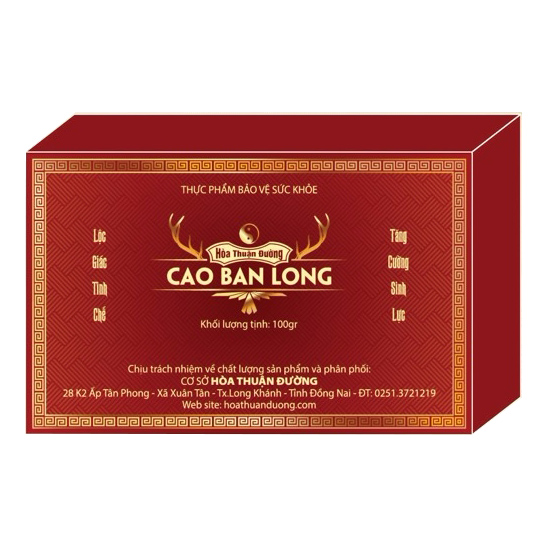 THỰC PHẨM BẢO VỆ SỨC KHỎE
Hòa Thuận Đường
CAO BAN LONG
Khối lượng tịnh: 100gr
Lộc
Giác
Tinh
Chế
Tăng
Cường
Sinh
Lực
Chịu trách nhiệm về chất lượng sản phẩm và phân phối:
CƠ SỞ HÒA THUẬN ĐƯỜNG
28 K2 Ấp Tân Phong - Xã Xuân Tân - Tx.Long Khánh - Tỉnh Đồng Nai - ĐT: 0251.3721219
Web site: hoathuanduong.com